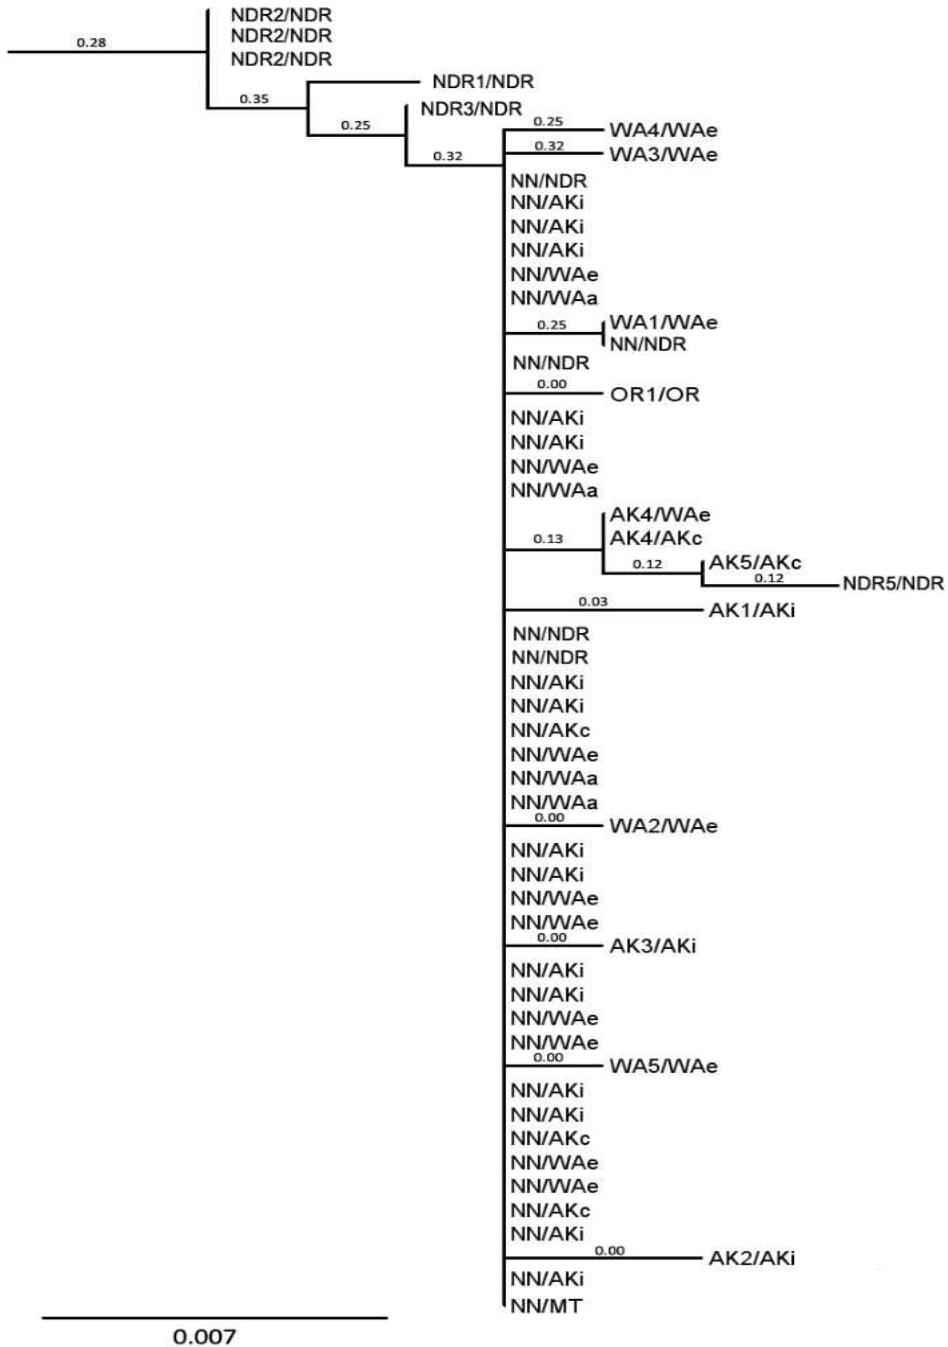 NDR2/NDR
0.28
NDR2/NDR
NDR2/NDR
NDR1/NDR
0.35
NDR3/NDR
0.25
0.25
WA4/WAe
0.32
0.32
WA3/WAe
NN/NDR
NN/AKi
NN/AKi
NN/AKi
NN/WAe
NN/WAa
0.25
WA1/WAe
NN/NDR
NN/NDR
0.00
OR1/OR
NN/AKi
NN/AKi
NN/WAe
NN/WAa
AK4/WAe
0.13
AK4/AKc
0.12
AK5/AKc
0.12
NDR5/NDR
0.03
AK1/AKi
NN/NDR
NN/NDR
NN/AKi
NN/AKi
NN/AKc
NN/WAe
NN/WAa
NN/WAa
0.00
WA2/WAe
NN/AKi
NN/AKi
NN/WAe
NN/WAe
0.00
AK3/AKi
NN/AKi
NN/AKi
NN/WAe
NN/WAe
0.00
WA5/WAe
NN/AKi
NN/AKi
NN/AKc
NN/WAe
NN/WAe
NN/AKc
NN/AKi
0.00
AK2/AKi
NN/AKi
NN/MT
0.007